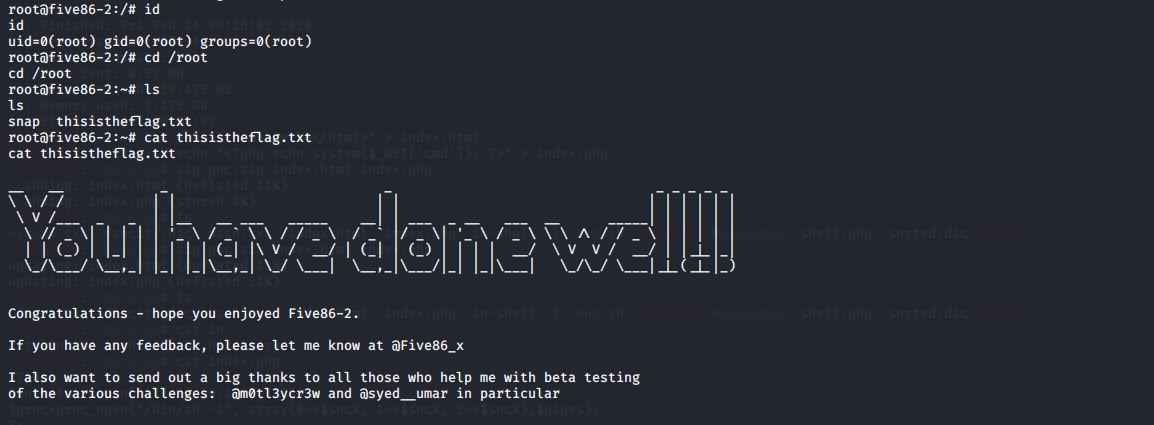 root@five86-2:/# id
id
uid=0(root) gid=0(root) groups=0(root)
root@five86-2:/# cd /root
cd /root
root@five86-2:~# ls
ls
snap  thisistheflag.txt
root@five86-2:~# cat thisistheflag.txt
cat thisistheflag.txt
You have done well!!!
Congratulations - hope you enjoyed Five86-2.
If you have any feedback, please let me know at @Five86_x
I also want to send out a big thanks to all those who help me with beta testing
of the various challenges:  @m0tl3ycr3w and @syed__umar in particular